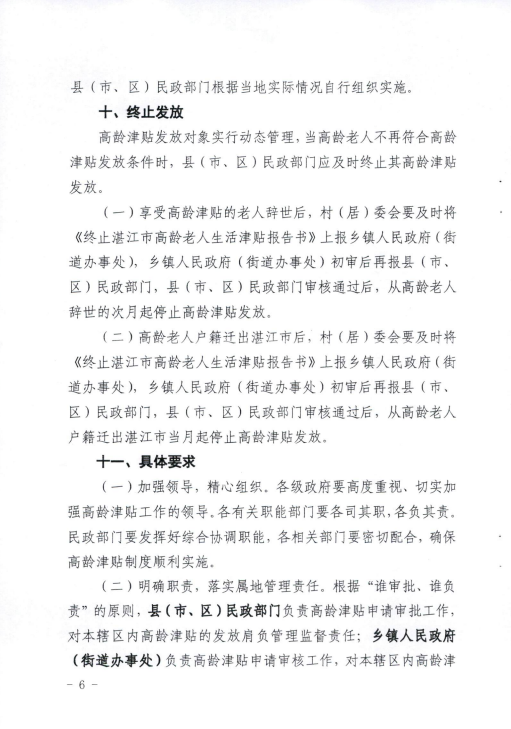 县（市、区）民政部门根据当地实际情况自行组织实施。
十、终止发放
高龄津贴发放对象实行动态管理，当高龄老人不再符合高龄
津贴发放条件时，县（市、区）民政部门应及时终止其高龄津贴
发放。
（一）享受高龄津贴的老人辞世后，村（居）委会要及时将
《终止湛江市高龄老人生活津贴报告书》上报乡镇人民政府（街
道办事处），乡镇人民政府（街道办事处）初审后再报县（市、
区）民政部门，县（市、区）民政部门审核通过后，从高龄老人
辞世的次月起停止高龄津贴发放。
（二）高龄老人户籍迁出湛江市后，村（居）委会要及时将
《终止湛江市高龄老人生活津贴报告书》上报乡镇人民政府（街
道办事处），乡镇人民政府（街道办事处）初审后再报县（市、
区）民政部门，县（市、区）民政部门审核通过后，从高龄老人
户籍迁出湛江市当月起停止高龄津贴发放。
十一、具体要求
（一）加强领导，精心组织。各级政府要高度重视、切实加
强高龄津贴工作的领导。各有关职能部门要各司其职，各负其责。
民政部门要发挥好综合协调职能，各相关部门要密切配合，确保
高龄津贴制度顺利实施。
（二）明确职责，落实属地管理责任。根据“谁审批、谁负
责”的原则，县（市、区）民政部门负责高龄津贴申请审批工作，
对本辖区内高龄津贴的发放肩负管理监督责任；乡镇人民政府
（街道办事处）负责高龄津贴申请审核工作，对本辖区内高龄津
- 6 -